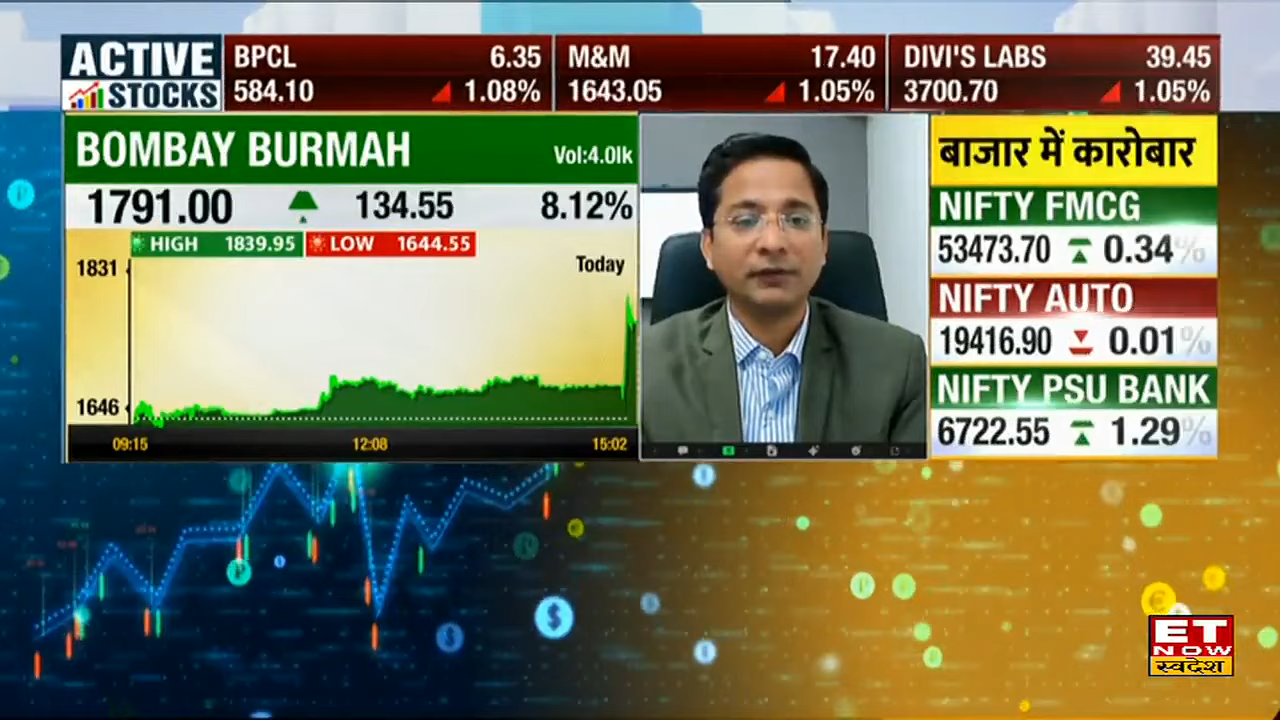 ACTIVE
STOCKS
BPCL 6.35
584.10 1.08%
M&M 17.40
1643.05 1.05%
DIVI'S LABS 39.45
3700.70 1.05%
BOMBAY BURMAH Vol:4.0lk
1791.00 134.55 8.12%
HIGH 1839.95 LOW 1644.55
1831
Today
1646
09:15 12:08 15:02
बाजार में कारोबार
NIFTY FMCG
53473.70 0.34%
NIFTY AUTO
19416.90 0.01%
NIFTY PSU BANK
6722.55 1.29%
ET
NOW
स्वदेश